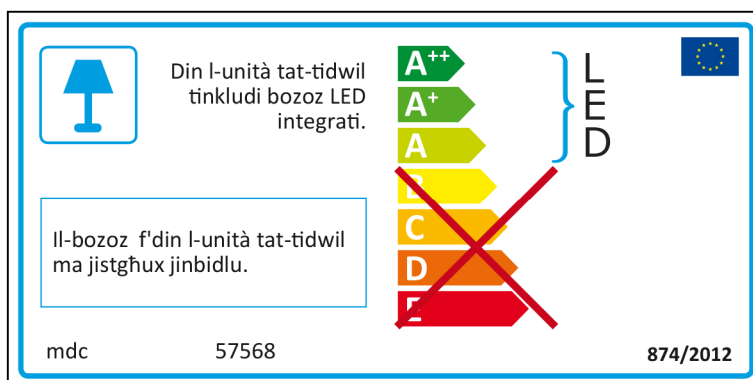 Din l-unità tat-tidwil
tinkludi bozoz LED
integrati.
A++
A+
A
B
C
D
E
L
E
D
Il-bozoz f'din l-unità tat-tidwil
ma jistgħux jinbidlu.
mdc 57568
874/2012